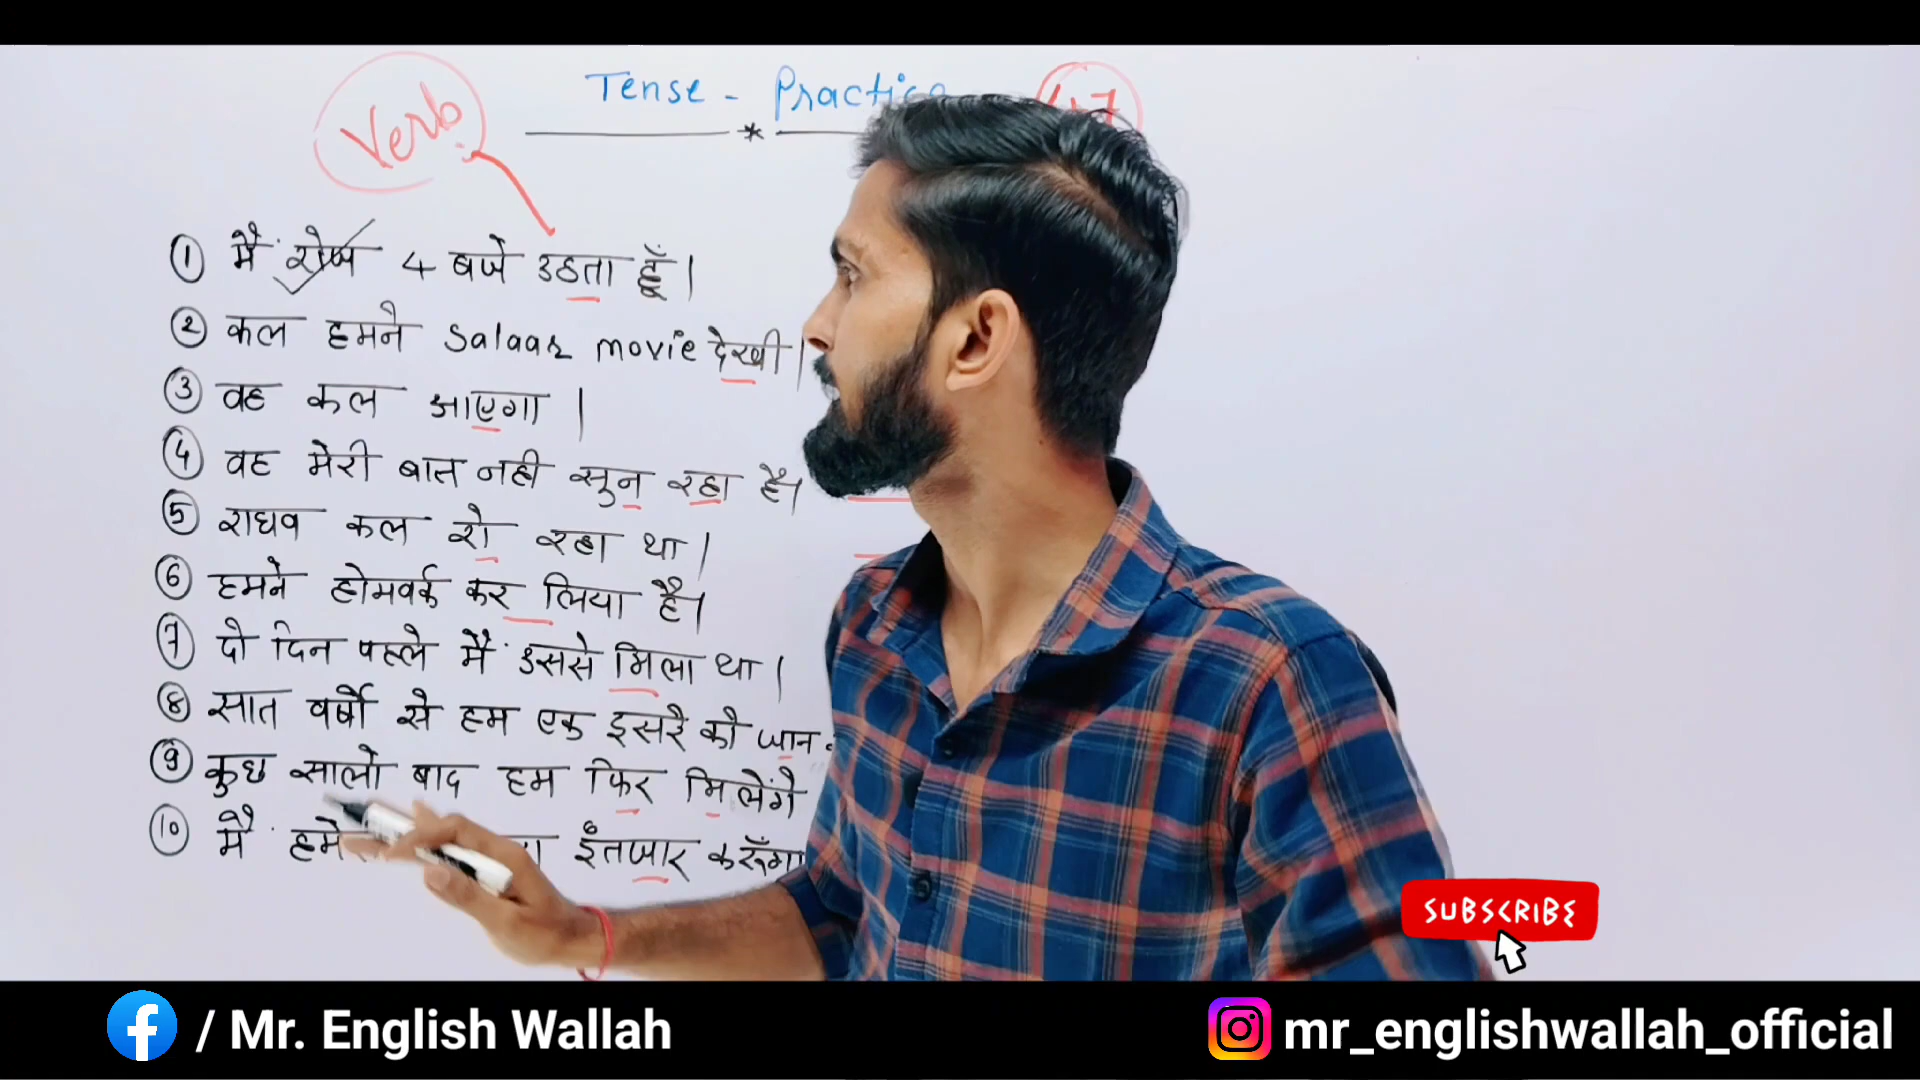 Verb
Tense - Practice
① मैं रोज 4 बजे उठता हूँ।
② कल हमने Salaar movie देखी।
③ वह कल आएगा।
④ वह मेरी बात नही सुन रहा है।
⑤ राघव कल रो रहा था।
⑥ हमने होमवर्क कर लिया है।
⑦ दो दिन पहले मैं उससे मिला था।
⑧ सात वर्षों से हम एक दूसरे को जान
⑨ कुछ सालो बाद हम फिर मिलेंगे
⑩ मैं इंतजार करूँगा
SUBSCRIBE
/ Mr. English Wallah
mr_englishwallah_official